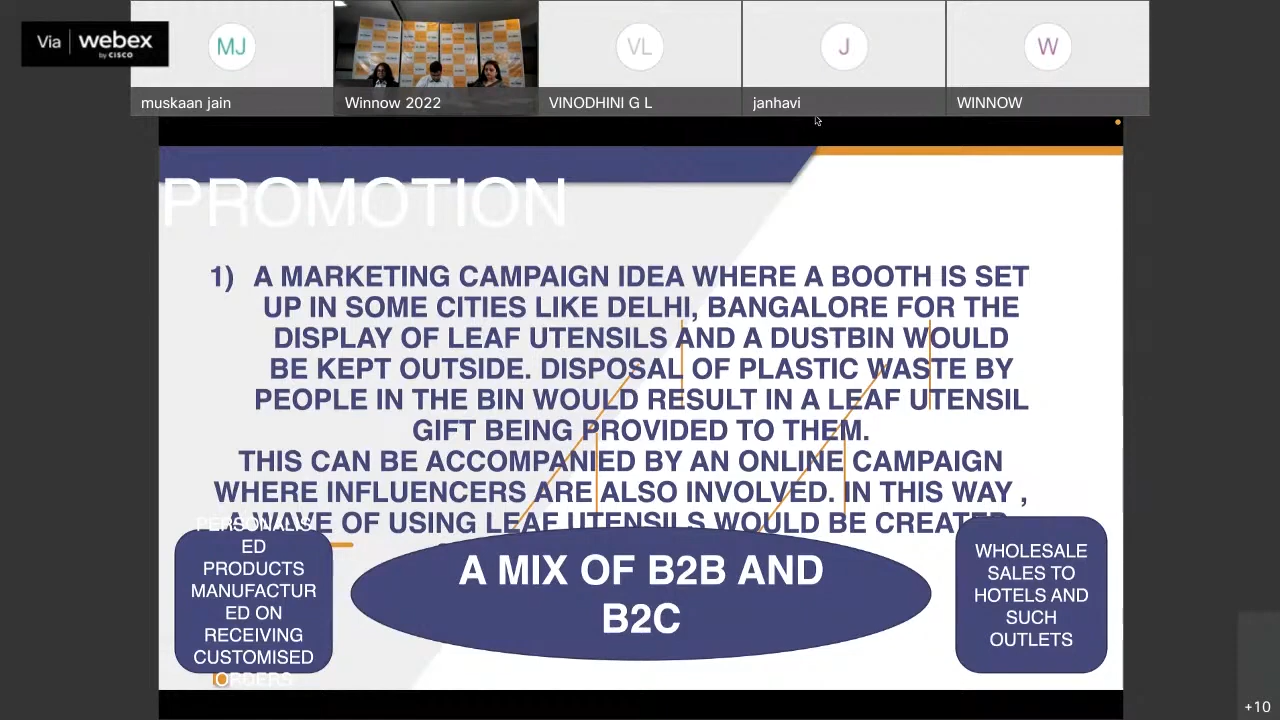 Via webex
by CISCO
MJ
VL
J
W
muskaan jain
Winnow 2022
VINODHINI G L
janhavi
WINNOW
PROMOTION
1) A MARKETING CAMPAIGN IDEA WHERE A BOOTH IS SET
UP IN SOME CITIES LIKE DELHI, BANGALORE FOR THE
DISPLAY OF LEAF UTENSILS AND A DUSTBIN WOULD
BE KEPT OUTSIDE. DISPOSAL OF PLASTIC WASTE BY
PEOPLE IN THE BIN WOULD RESULT IN A LEAF UTENSIL
GIFT BEING PROVIDED TO THEM.
THIS CAN BE ACCOMPANIED BY AN ONLINE CAMPAIGN
WHERE INFLUENCERS ARE ALSO INVOLVED. IN THIS WAY ,
WAVE OF USING LEAF UTENSILS WOULD BE CREATED
PERSONALIS
ED
PRODUCTS
MANUFACTUR
ED ON
RECEIVING
CUSTOMISED
ORDERS
A MIX OF B2B AND
B2C
WHOLESALE
SALES TO
HOTELS AND
SUCH
OUTLETS
+10